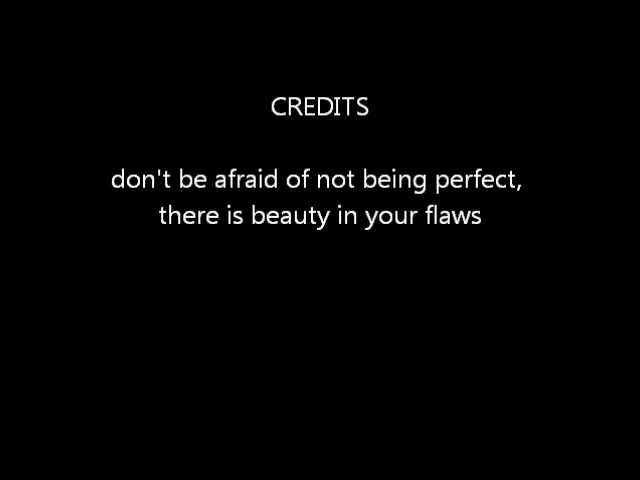 CREDITS
don't be afraid of not being perfect,
there is beauty in your flaws